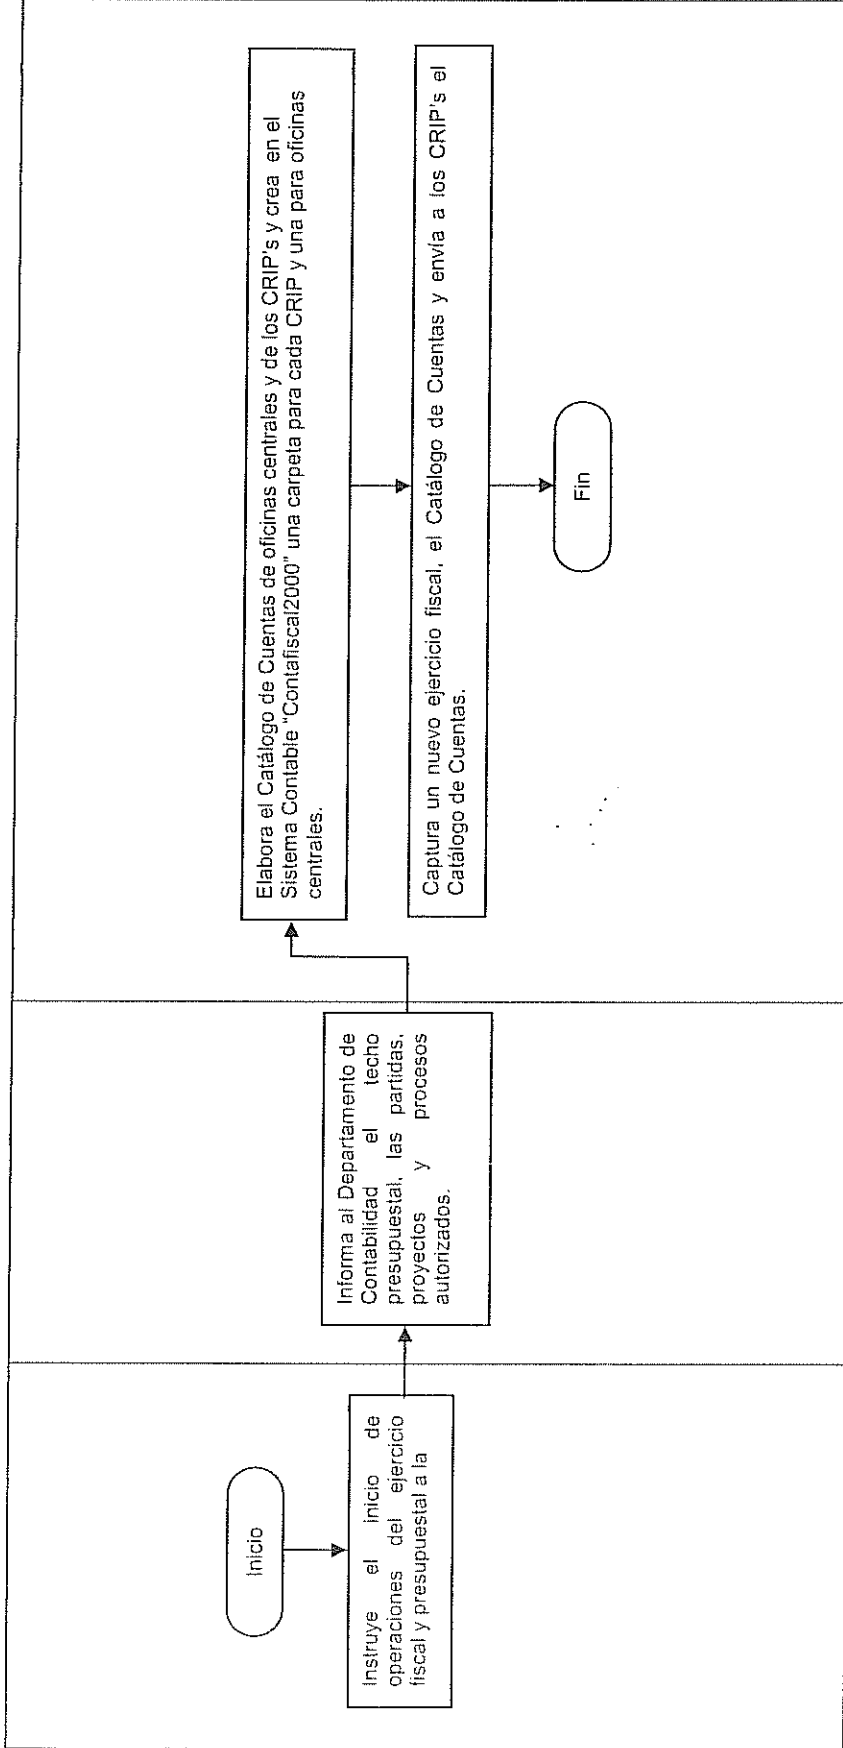 Inicio
Instruye el inicio de
operaciones del ejercicio
fiscal y presupuestal a la
Informa al Departamento de
Contabilidad el techo
presupuestal, las partidas,
proyectos y procesos
autorizados.
Elabora el Catálogo de Cuentas de oficinas centrales y de los CRIP's y crea en el
Sistema Contable "Contafiscal2000" una carpeta para cada CRIP y una para oficinas
centrales.
Captura un nuevo ejercicio fiscal, el Catálogo de Cuentas y envía a los CRIP's el
Catálogo de Cuentas.
Fin